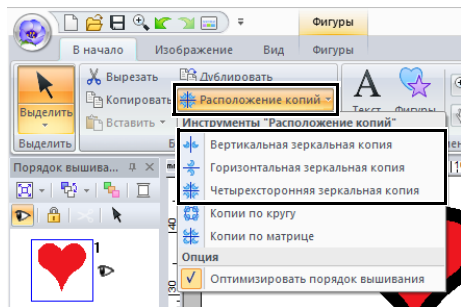 Фигуры
В начало Изображение Вид Фигуры
Вырезать Дублировать
Копировать Расположение копий
Выделить Вставить Текст Фигуры
Выделить Инструменты "Расположение копий"
Порядок вышива... Вертикальная зеркальная копия
Горизонтальная зеркальная копия
Четырехсторонняя зеркальная копия
Копии по кругу
Копии по матрице
1
Опция
Оптимизировать порядок вышивания